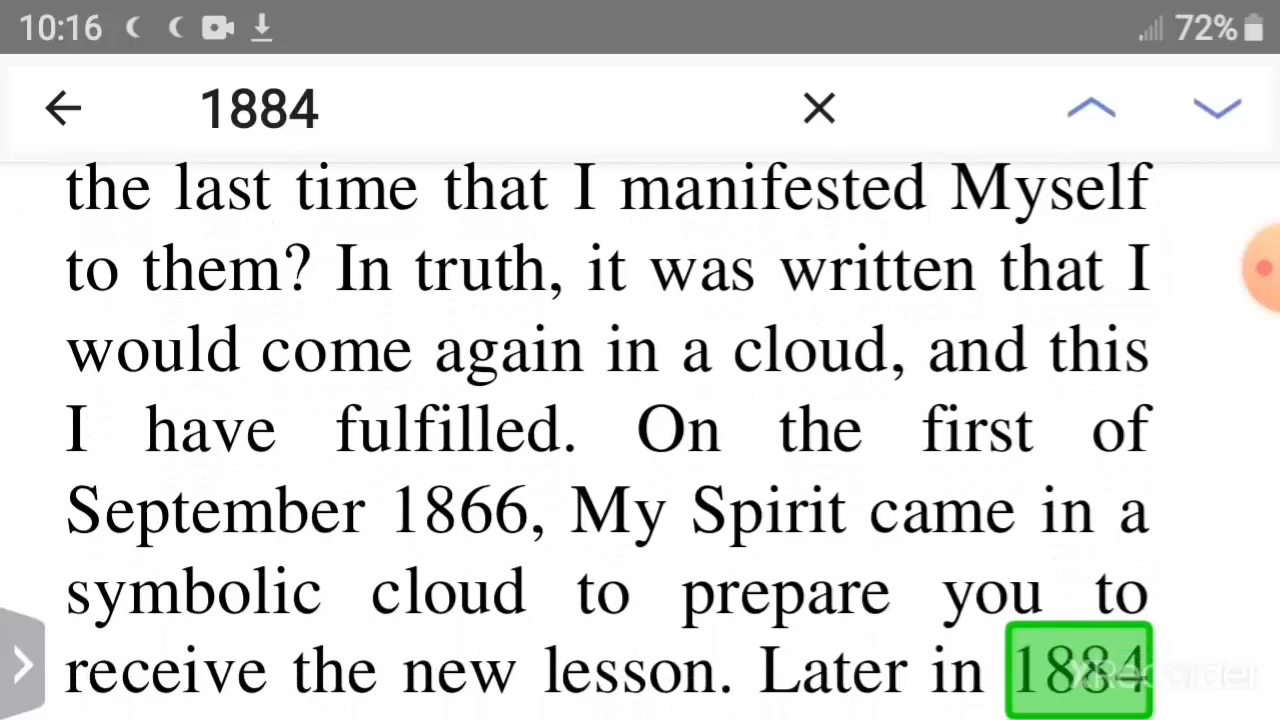 10:16 72%
1884
the last time that I manifested Myself
to them? In truth, it was written that I
would come again in a cloud, and this
I have fulfilled. On the first of
September 1866, My Spirit came in a
symbolic cloud to prepare you to
receive the new lesson. Later in 1884
XRecorder